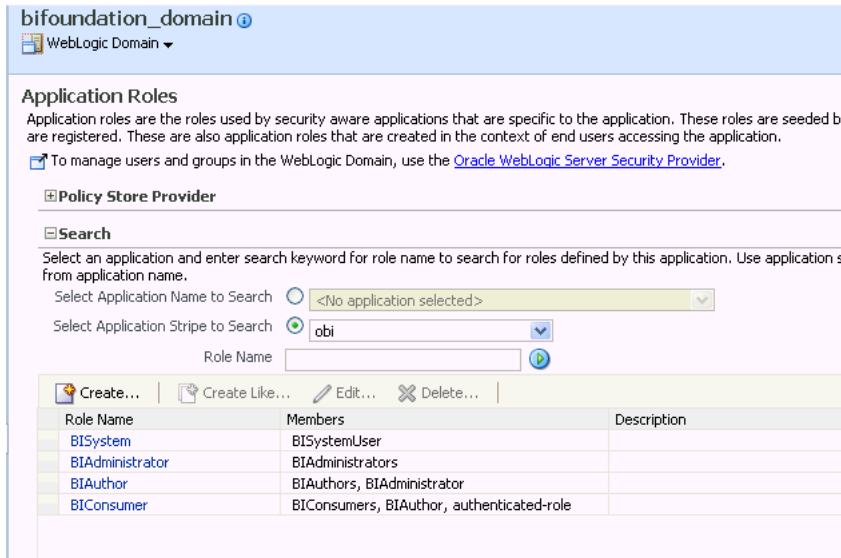 bifoundation_domain
WebLogic Domain
Application Roles
Application roles are the roles used by security aware applications that are specific to the application. These roles are seeded b
are registered. These are also application roles that are created in the context of end users accessing the application.
To manage users and groups in the WebLogic Domain, use the Oracle WebLogic Server Security Provider.
Policy Store Provider
Search
Select an application and enter search keyword for role name to search for roles defined by this application. Use application s
from application name.
Select Application Name to Search <No application selected>
Select Application Stripe to Search obi
Role Name
Create... Create Like... Edit... Delete...
Role Name Members Description
BISystem BISystemUser
BIAdministrator BIAdministrators
BIAuthor BIAuthors, BIAdministrator
BIConsumer BIConsumers, BIAuthor, authenticated-role